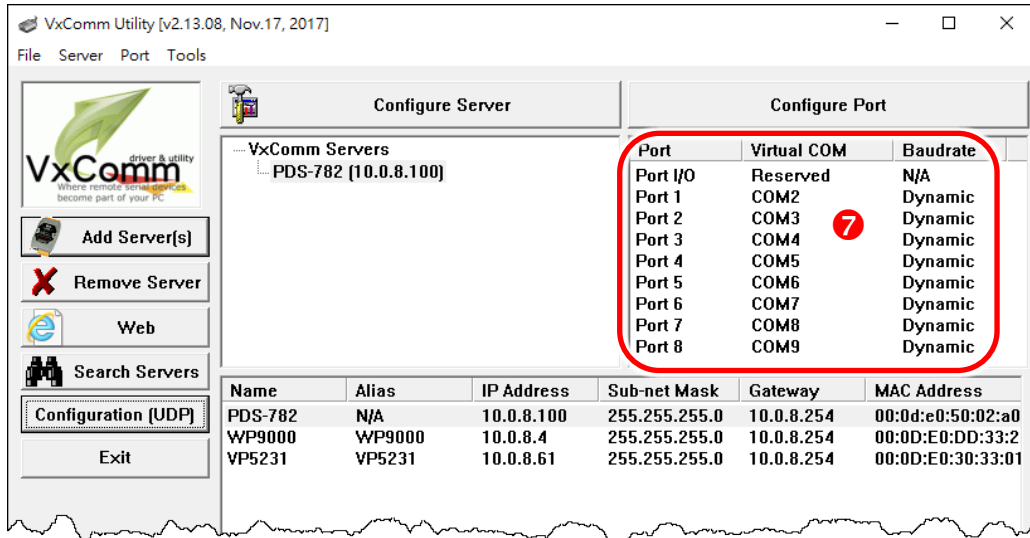 VxComm Utility [v2.13.08, Nov.17, 2017]
File Server Port Tools
VxComm driver & utility
Where remote serial devices
become part of your PC
Add Server(s)
Remove Server
Web
Search Servers
Configuration (UDP)
Exit
Configure Server
VxComm Servers
PDS-782 (10.0.8.100)
Configure Port
Port Virtual COM Baudrate
Port I/O Reserved N/A
Port 1 COM2 Dynamic
Port 2 COM3 Dynamic
Port 3 COM4 Dynamic
Port 4 COM5 Dynamic
Port 5 COM6 Dynamic
Port 6 COM7 Dynamic
Port 7 COM8 Dynamic
Port 8 COM9 Dynamic
7
Name Alias IP Address Sub-net Mask Gateway MAC Address
PDS-782 N/A 10.0.8.100 255.255.255.0 10.0.8.254 00:0d:e0:50:02:a0
WP9000 WP9000 10.0.8.4 255.255.255.0 10.0.8.254 00:0D:E0:DD:33:2
VP5231 VP5231 10.0.8.61 255.255.255.0 10.0.8.254 00:0D:E0:30:33:01